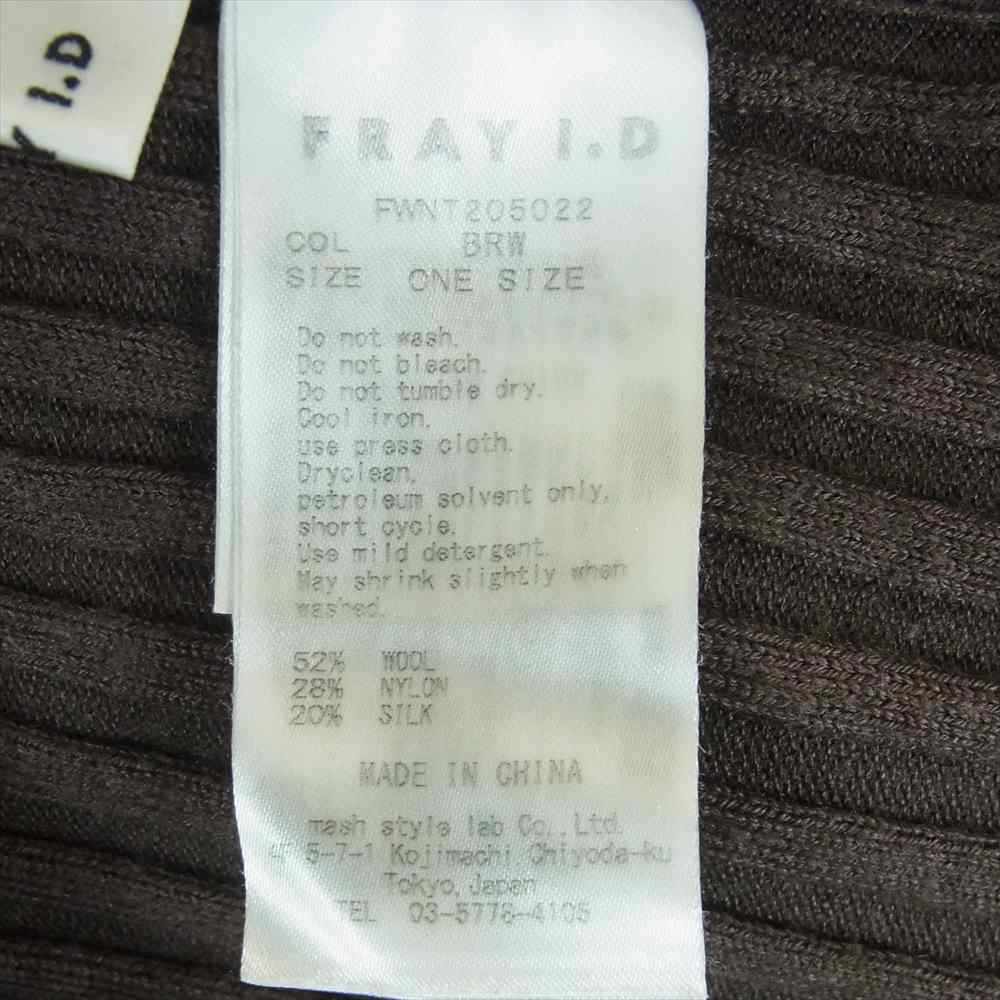 Y I.D
FRAY I.D
FWNT205022
COL BRW
SIZE ONE SIZE
Do not wash.
Do not bleach.
Do not tumble dry.
Cool iron.
use press cloth.
Dryclean.
petroleum solvent only,
short cycle.
Use mild detergent.
May shrink slightly when
washed.
52% WOOL
28% NYLON
20% SILK
MADE IN CHINA
mash style lab Co.,Ltd.
5-7-1 Kojimachi Chiyoda-ku
Tokyo,Japan
TEL 03-5778-4105